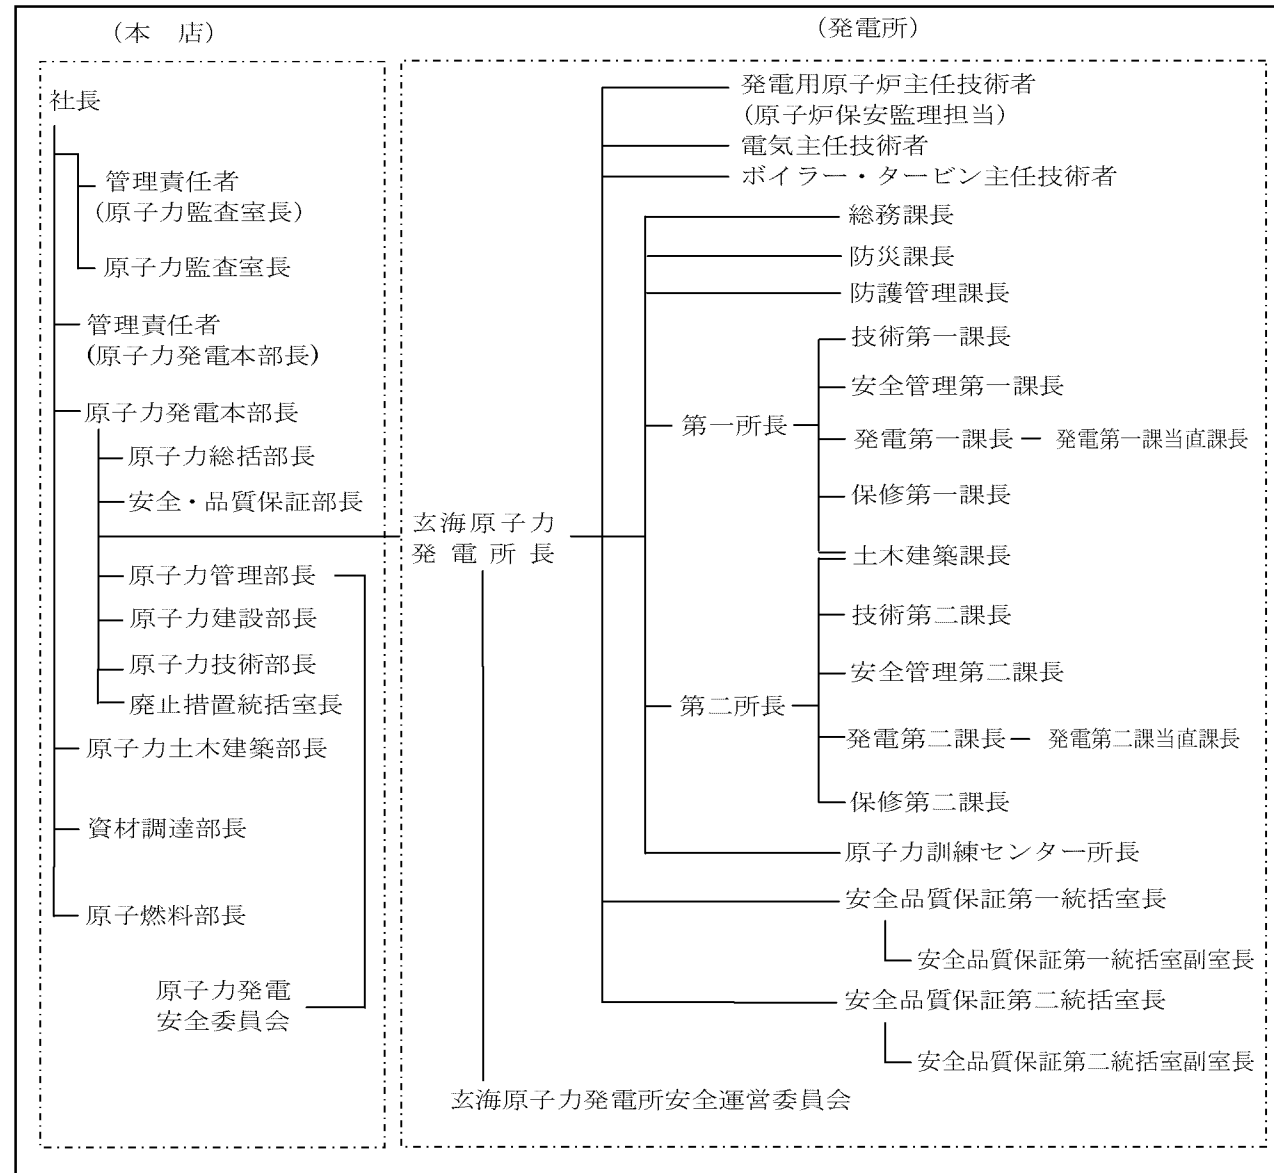 （本　店）
社長
管理責任者
（原子力監査室長）
原子力監査室長
管理責任者
（原子力発電本部長）
原子力発電本部長
原子力総括部長
安全・品質保証部長
原子力管理部長
原子力建設部長
原子力技術部長
廃止措置統括室長
原子力土木建築部長
資材調達部長
原子燃料部長
原子力発電
安全委員会
（発電所）
玄海原子力
発電所長
発電用原子炉主任技術者
（原子炉保安監理担当）
電気主任技術者
ボイラー・タービン主任技術者
総務課長
防災課長
防護管理課長
第一所長
技術第一課長
安全管理第一課長
発電第一課長
発電第一課当直課長
保修第一課長
土木建築課長
第二所長
技術第二課長
安全管理第二課長
発電第二課長
発電第二課当直課長
保修第二課長
原子力訓練センター所長
安全品質保証第一統括室長
安全品質保証第一統括室副室長
安全品質保証第二統括室長
安全品質保証第二統括室副室長
玄海原子力発電所安全運営委員会